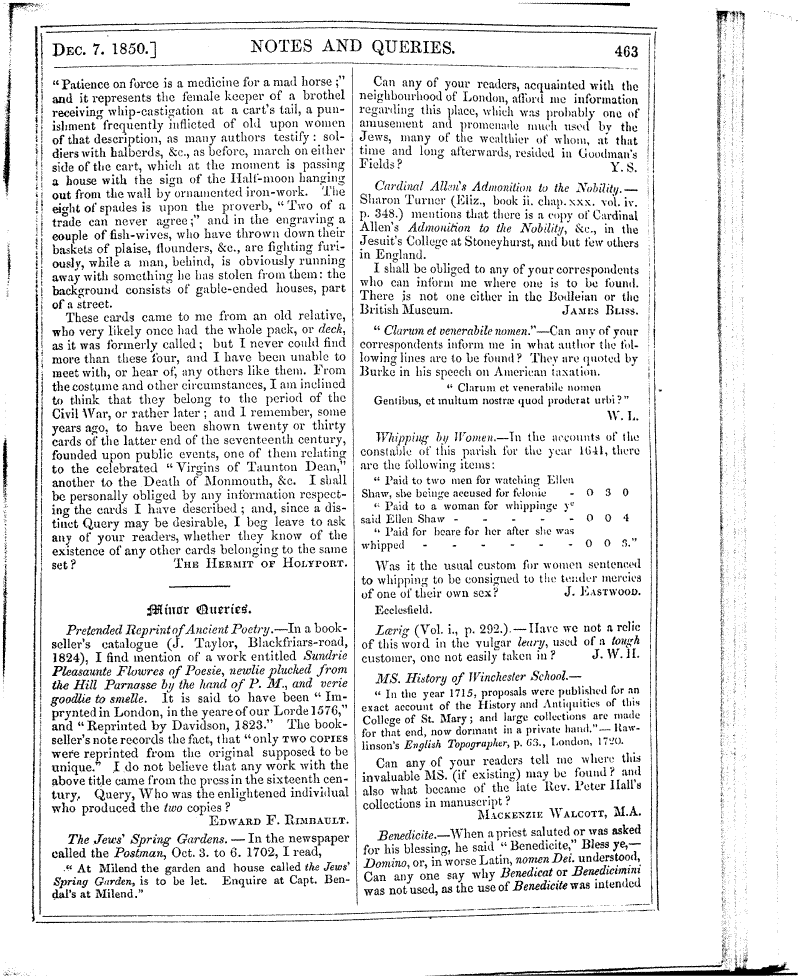 DEC. 7. 1850.] NOTES AND QUERIES. 463
"Patience on force is a medicine for a mad horse;"
and it represents the female keeper of a brothel
receiving whip-castigation at a cart's tail, a pun-
ishment frequently inflicted of old upon women
of that description, as many authors testify: sol-
diers with halberds, &c., as before, march on either
side of the cart, which at the moment is passing
a house with the sign of the Half-moon hanging
out from the wall by ornamented iron-work. The
eight of spades is upon the proverb, "Two of a
trade can never agree;" and in the engraving a
couple of fish-wives, who have thrown down their
baskets of plaise, flounders, &c., are fighting furi-
ously, while a man, behind, is obviously running
away with something he has stolen from them: the
background consists of gable-ended houses, part
of a street.
These cards came to me from an old relative,
who very likely once had the whole pack, or deck,
as it was formerly called; but I never could find
more than these four, and I have been unable to
meet with, or hear of, any others like them. From
the costume and other circumstances, I am inclined
to think that they belong to the period of the
Civil War, or rather later; and I remember, some
years ago, to have been shown twenty or thirty
cards of the latter end of the seventeenth century,
founded upon public events, one of them relating
to the celebrated "Virgins of Taunton Dean,"
another to the Death of Monmouth, &c. I shall
be personally obliged by any information respect-
ing the cards I have described; and, since a dis-
tinct Query may be desirable, I beg leave to ask
any of your readers, whether they know of the
existence of any other cards belonging to the same
set? THE HERMIT OF HOLYPORT.
Minor Queries.
Pretended Reprint of Ancient Poetry.—In a book-
seller's catalogue (J. Taylor, Blackfriars-road,
1824), I find mention of a work entitled Sundrie
Pleasaunte Flowres of Poesie, newlie plucked from
the Hill Parnasse by the hand of P. M., and verie
goodlie to smelle. It is said to have been "Im-
prynted in London, in the yeare of our Lorde 1576,"
and "Reprinted by Davidson, 1823." The book-
seller's note records the fact, that "only TWO COPIES
were reprinted from the original supposed to be
unique." I do not believe that any work with the
above title came from the press in the sixteenth cen-
tury. Query, Who was the enlightened individual
who produced the two copies?
EDWARD F. RIMBAULT.
The Jews' Spring Gardens. — In the newspaper
called the Postman, Oct. 3. to 6. 1702, I read,
"At Milend the garden and house called the Jews'
Spring Garden, is to be let. Enquire at Capt. Ben-
dal's at Milend."
Can any of your readers, acquainted with the
neighbourhood of London, afford me information
regarding this place, which was probably one of
amusement and promenade much used by the
Jews, many of the wealthier of whom, at that
time and long afterwards, resided in Goodman's
Fields? Y. S.
Cardinal Allen's Admonition to the Nobility.—
Sharon Turner (Eliz., book ii. chap. xxx. vol. iv.
p. 348.) mentions that there is a copy of Cardinal
Allen's Admonition to the Nobility, &c., in the
Jesuit's College at Stoneyhurst, and but few others
in England.
I shall be obliged to any of your correspondents
who can inform me where one is to be found.
There is not one either in the Bodleian or the
British Museum. JAMES BLISS.
"Clarum et venerabile nomen."—Can any of your
correspondents inform me in what author the fol-
lowing lines are to be found? They are quoted by
Burke in his speech on American taxation.
"Clarum et venerabile nomen
Gentibus, et multum nostræ quod proderat urbi?"
W. L.
Whipping by Women.—In the accounts of the
constable of this parish for the year 1641, there
are the following items:
"Paid to two men for watching Ellen
Shaw, she beinge accused for felonie - 0 3 0
"Paid to a woman for whippinge yᵉ
said Ellen Shaw - - - - - 0 0 4
"Paid for beare for her after she was
whipped - - - - - - 0 0 3."
Was it the usual custom for women sentenced
to whipping to be consigned to the tender mercies
of one of their own sex? J. EASTWOOD.
Ecclesfield.
Lærig (Vol. i., p. 292.).—Have we not a relic
of this word in the vulgar leary, used of a tough
customer, one not easily taken in? J. W. H.
MS. History of Winchester School.—
"In the year 1715, proposals were published for an
exact account of the History and Antiquities of this
College of St. Mary; and large collections are made
for that end, now dormant in a private hand."—Raw-
linson's English Topographer, p. 63., London, 1720.
Can any of your readers tell me where this
invaluable MS. (if existing) may be found? and
also what became of the late Rev. Peter Hall's
collections in manuscript?
MACKENZIE WALCOTT, M.A.
Benedicite.—When a priest saluted or was asked
for his blessing, he said "Benedicite," Bless ye,—
Domino, or, in worse Latin, nomen Dei. understood,
Can any one say why Benedicat or Benedicimini
was not used, as the use of Benedicite was intended